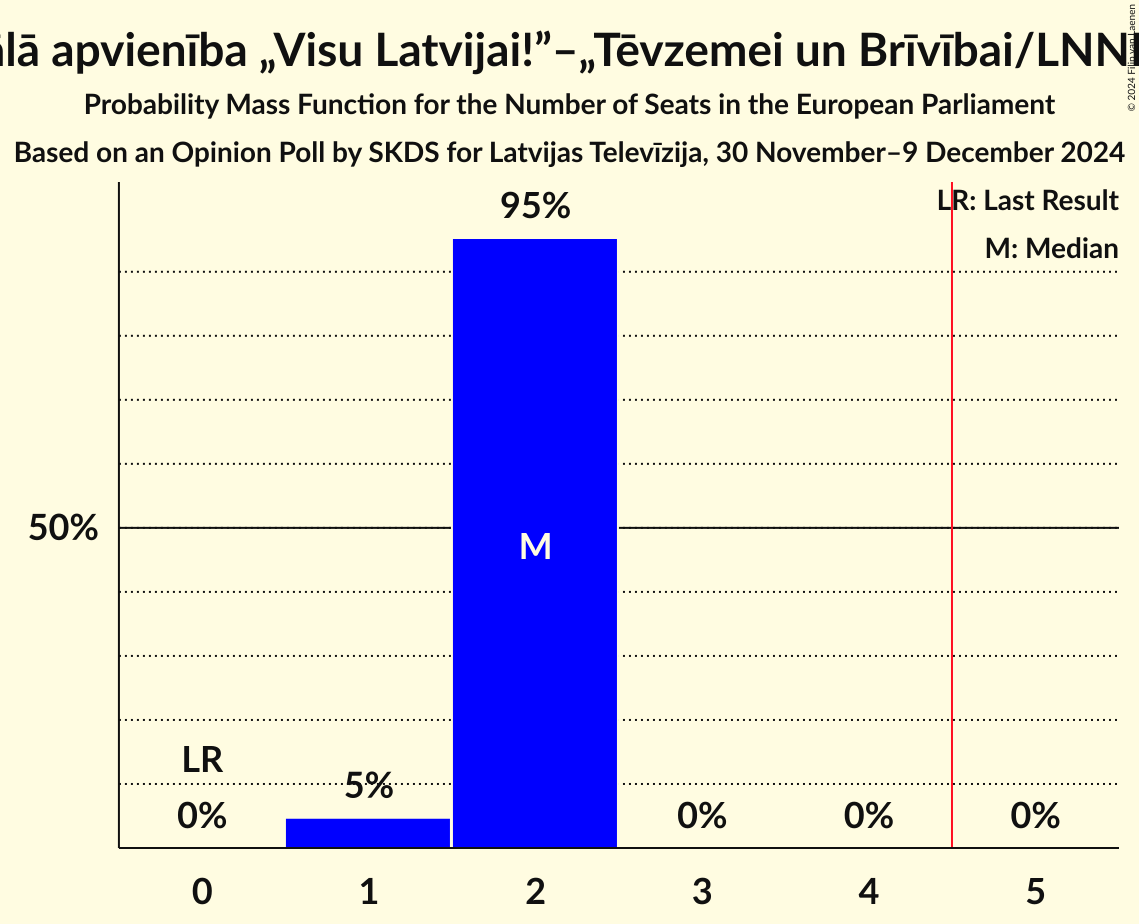 apvienība „Visu Latvijai!”–„Tēvzemei un Brīvībai/LNN
Probability Mass Function for the Number of Seats in the European Parliament
Based on an Opinion Poll by SKDS for Latvijas Televīzija, 30 November–9 December 2024
© 2024 Filip van Laenen
LR: Last Result
M: Median
95%
50%
M
LR
5%
0%
0%
0%
0%
0
1
2
3
4
5